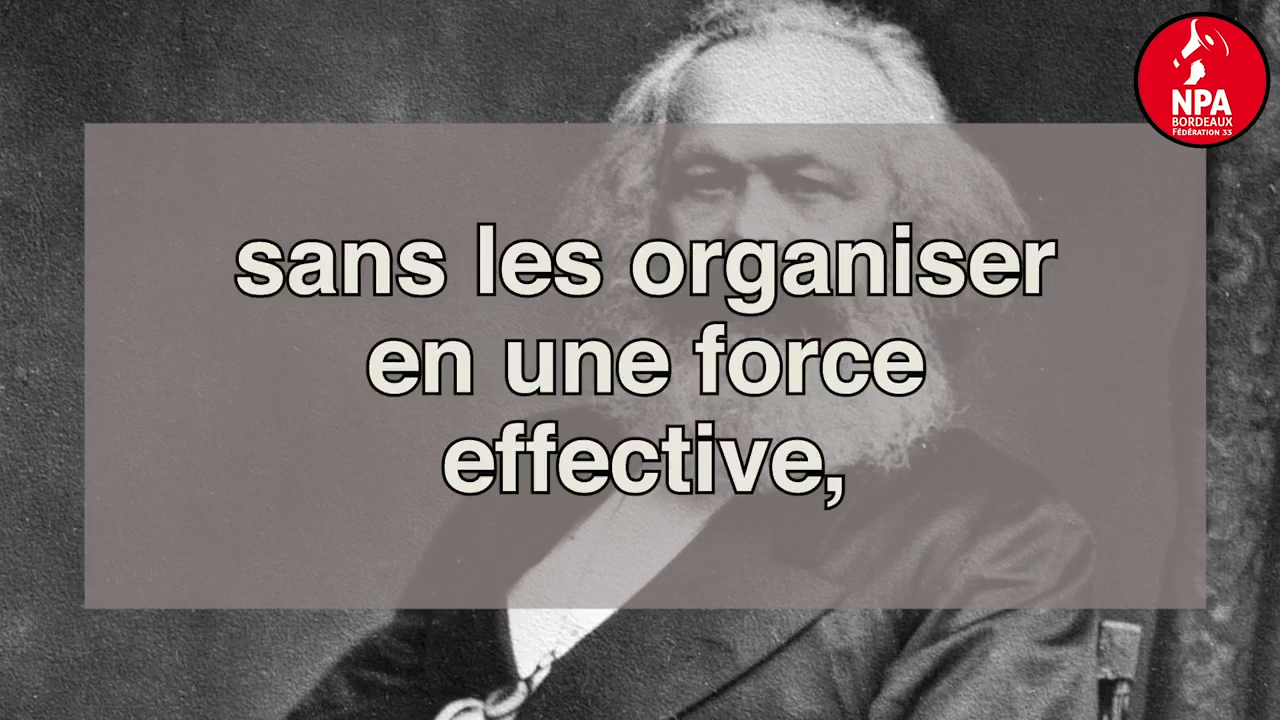 NPA
BORDEAUX
FÉDÉRATION 33
sans les organiser
en une force
effective,